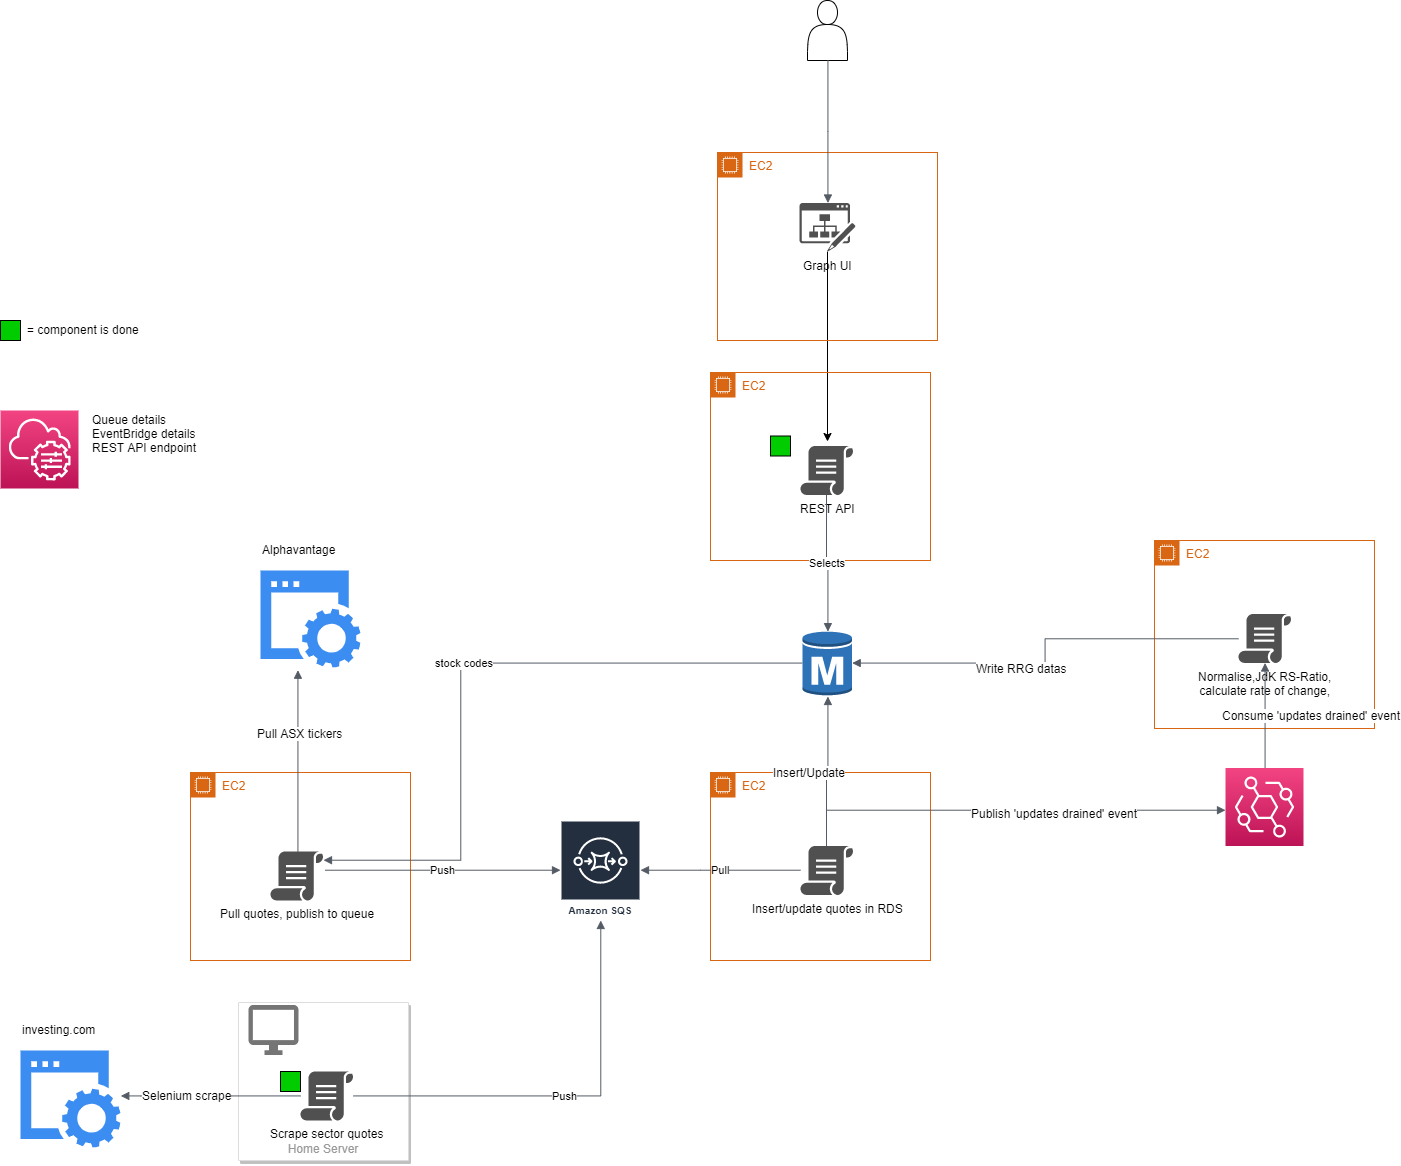 EC2
Graph UI
= component is done
EC2
Queue details
EventBridge details
REST API endpoint
REST API
Alphavantage
EC2
Selects
M
stock codes
Write RRG datas
Normalise,JdK RS-Ratio,
calculate rate of change,
Consume 'updates drained' event
Pull ASX tickers
EC2
Insert/Update
EC2
Publish 'updates drained' event
Push
Pull
Pull quotes, publish to queue
Amazon SQS
Insert/update quotes in RDS
investing.com
Selenium scrape
Push
Scrape sector quotes
Home Server